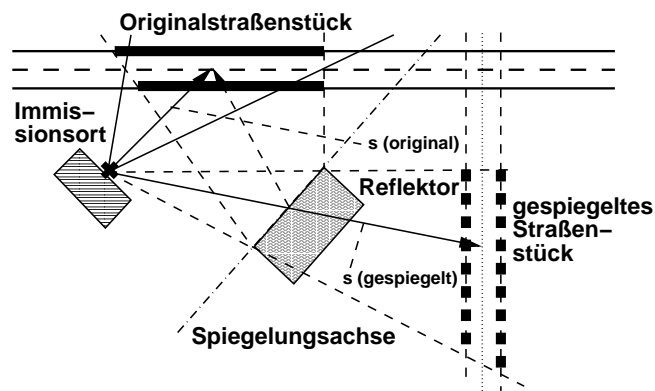 Originalstraßenstück
Immis–
sionsort
s (original)
Reflektor
gespiegeltes
Straßen–
stück
s (gespiegelt)
Spiegelungsachse